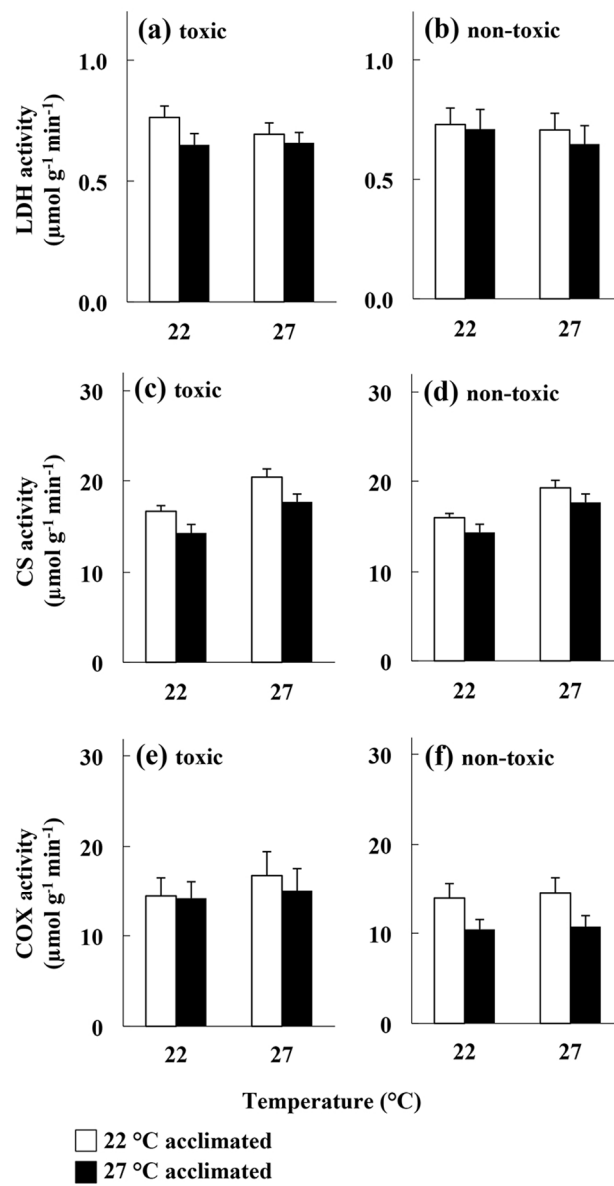 (a) toxic
(b) non-toxic
LDH activity
(µmol g⁻¹ min⁻¹)
1.0
0.5
0.0
22
27
1.0
0.5
0.0
22
27
(c) toxic
(d) non-toxic
CS activity
(µmol g⁻¹ min⁻¹)
30
20
10
0
22
27
30
20
10
0
22
27
(e) toxic
(f) non-toxic
COX activity
(µmol g⁻¹ min⁻¹)
30
20
10
0
22
27
30
20
10
0
22
27
Temperature (°C)
22 °C acclimated
27 °C acclimated